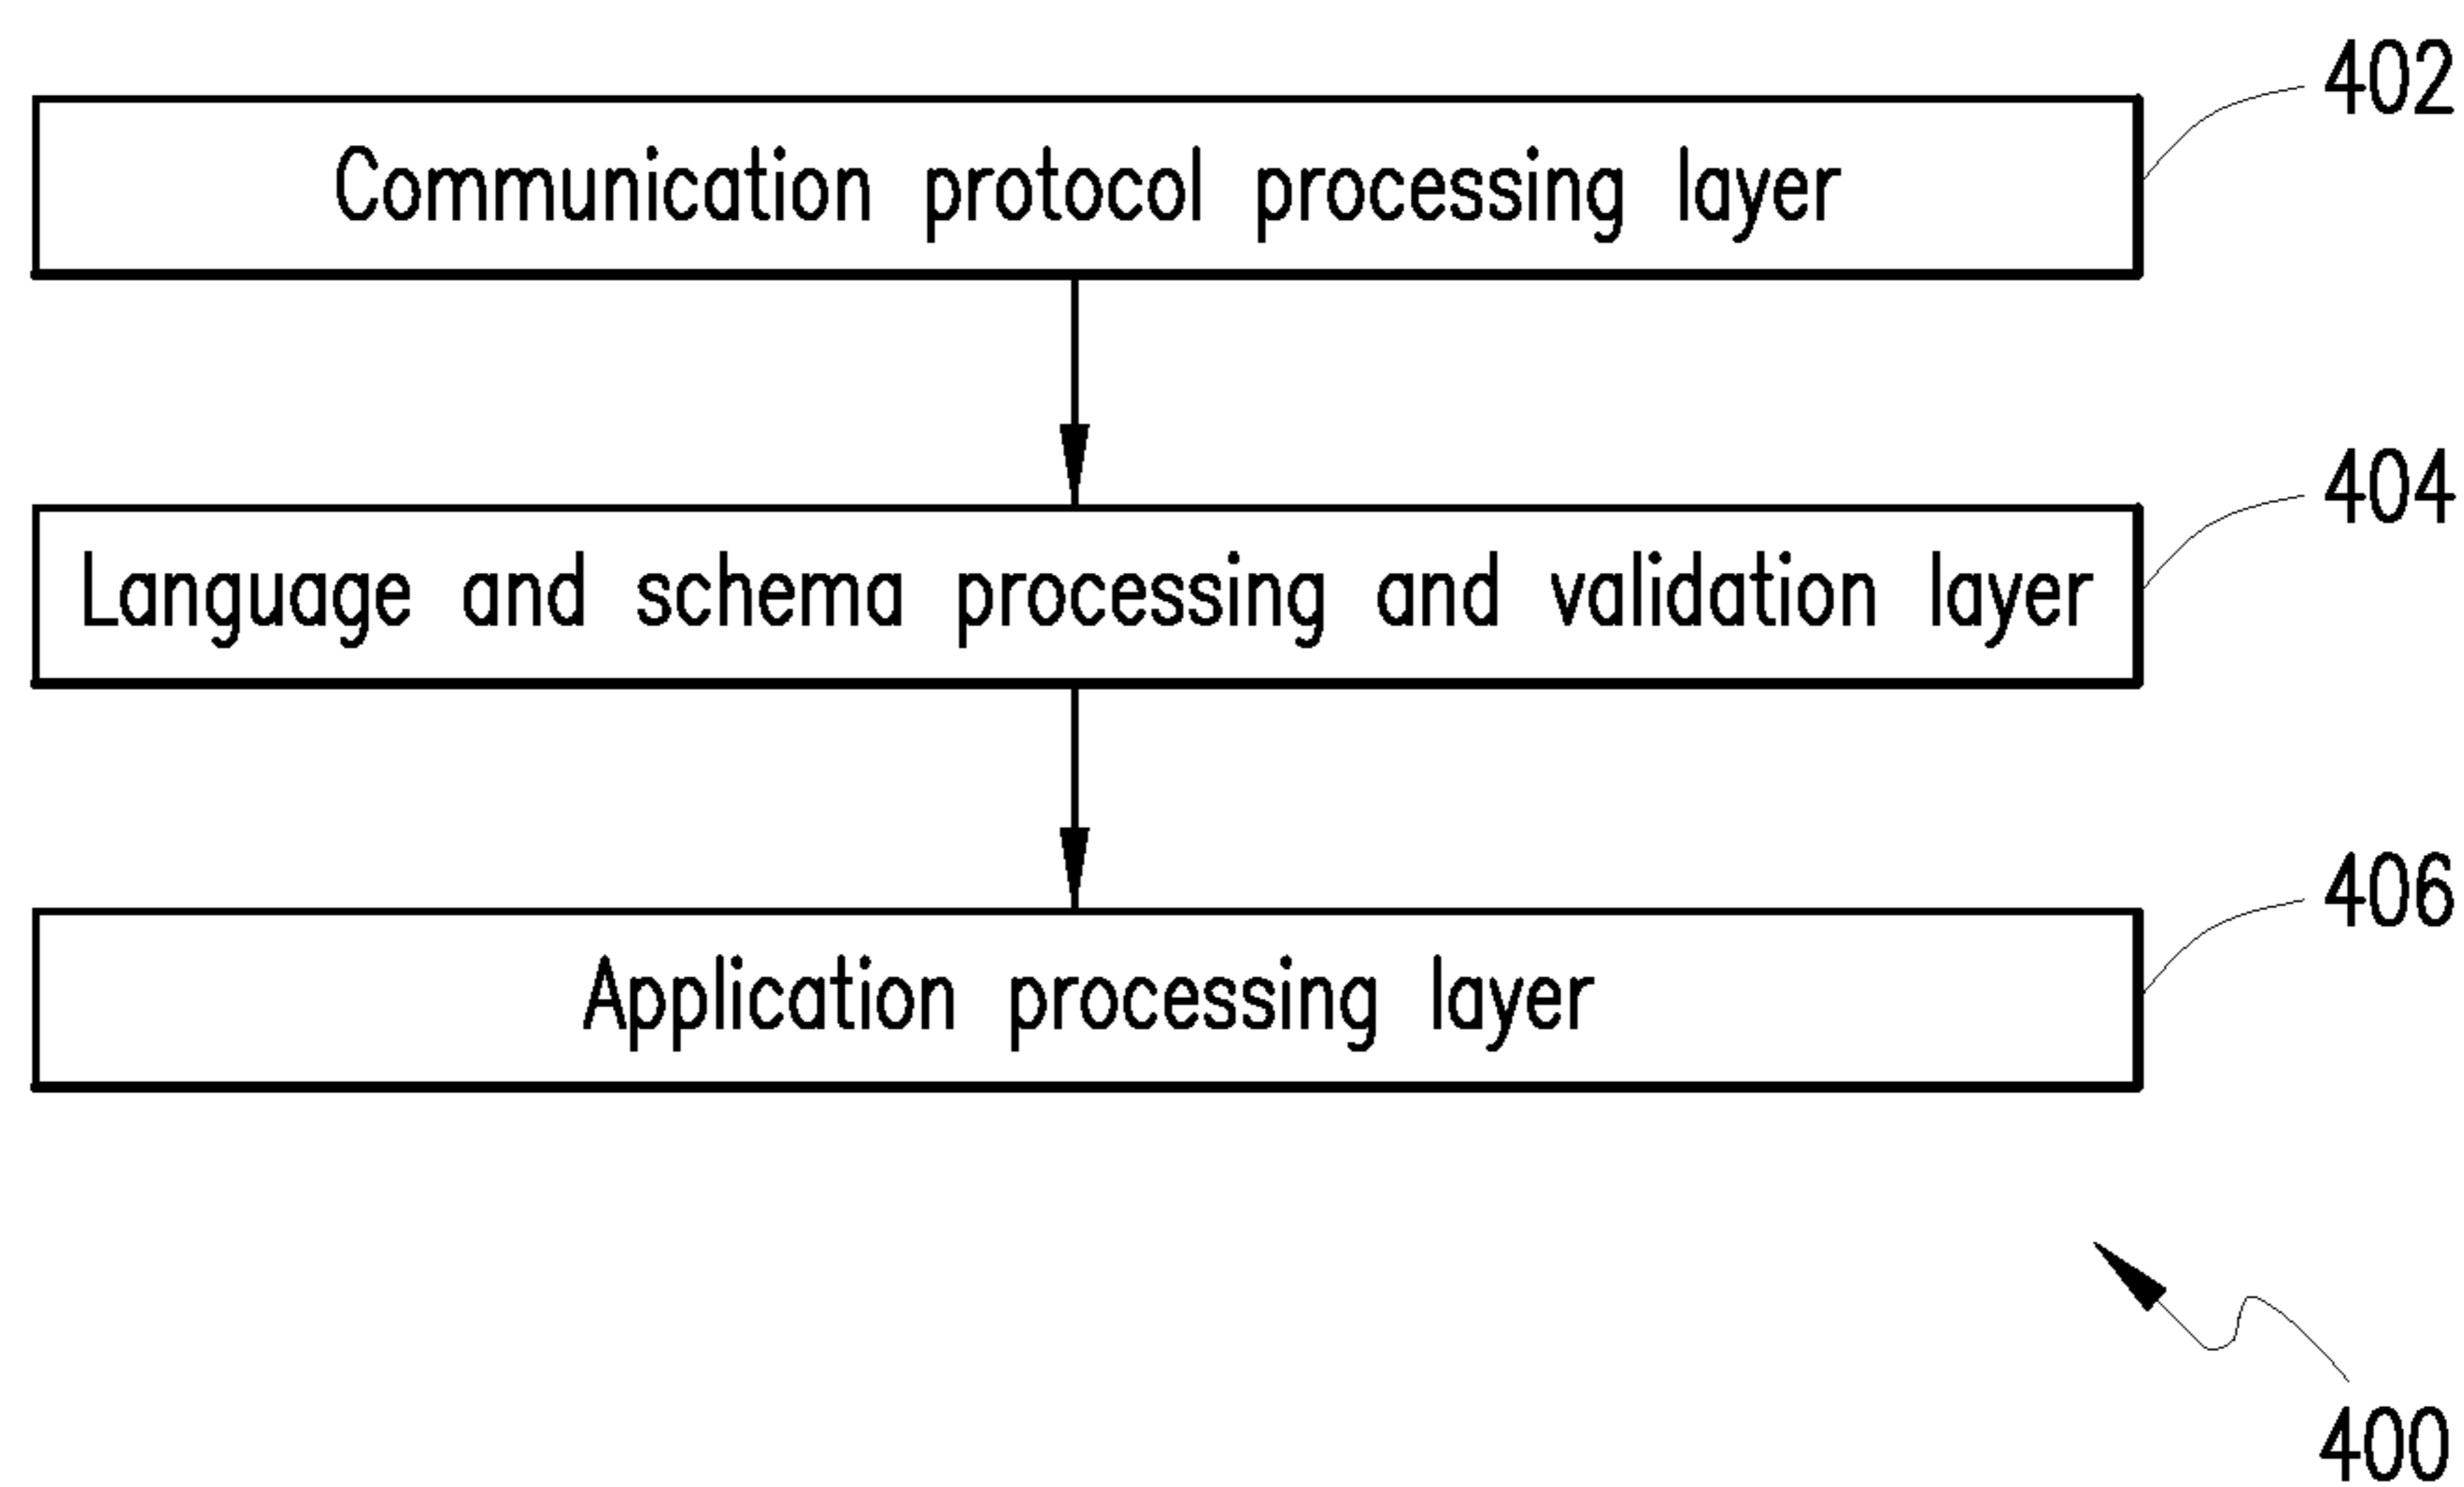 402
Communication protocol processing layer
404
Language and schema processing and validation layer
406
Application processing layer
400